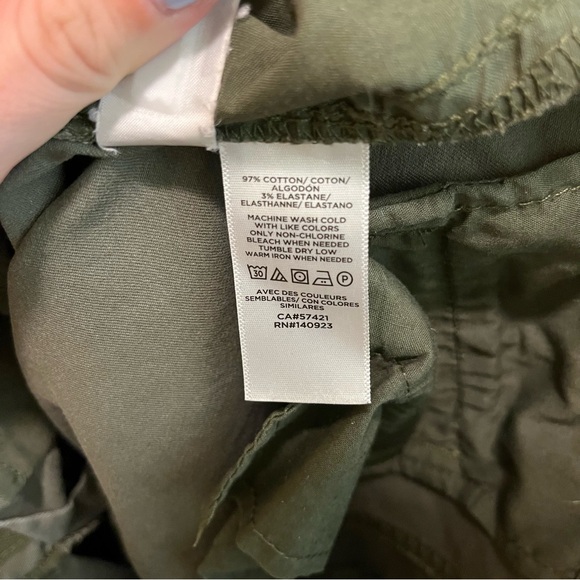 97% COTTON/ COTON/
ALGODÓN
3% ELASTANE/
ELASTHANNE/ ELASTANO
MACHINE WASH COLD
WITH LIKE COLORS
ONLY NON-CHLORINE
BLEACH WHEN NEEDED
TUMBLE DRY LOW
WARM IRON WHEN NEEDED
30 P
AVEC DES COULEURS
SEMBLABLES/ CON COLORES
SIMILARES
CA#57421
RN#140923